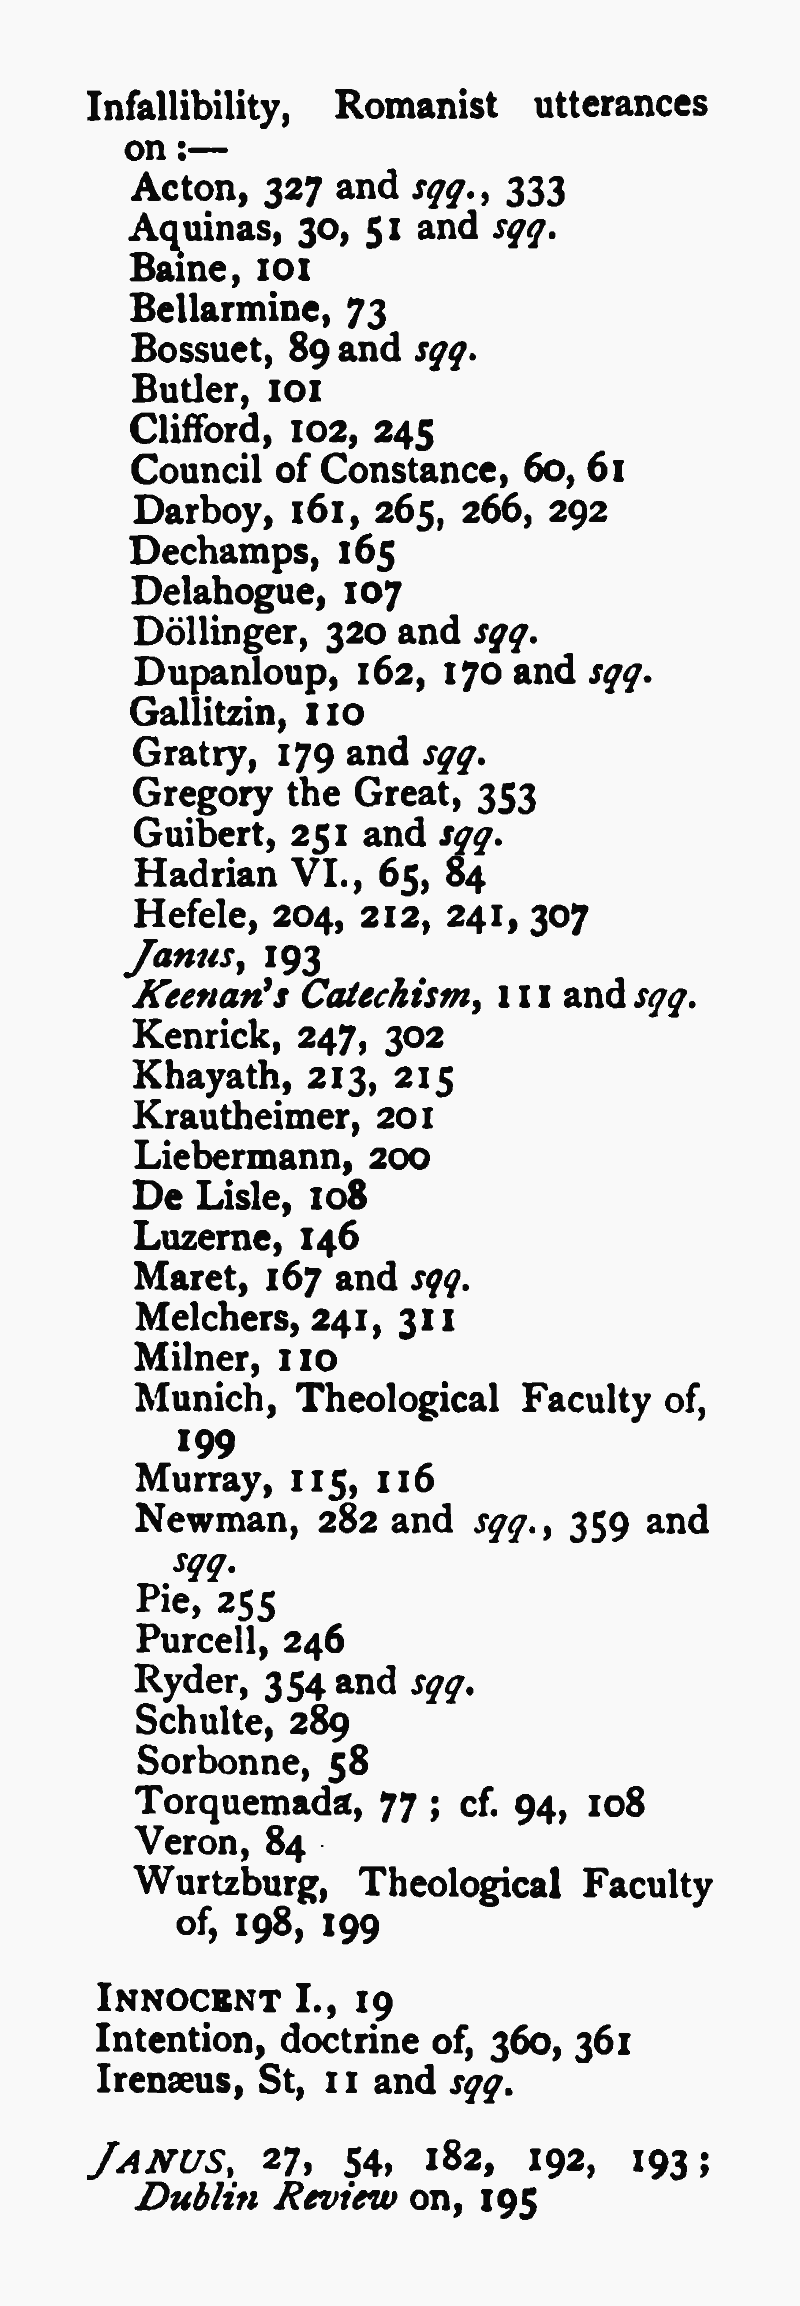 Infallibility, Romanist utterances
on :—
Acton, 327 and sqq., 333
Aquinas, 30, 51 and sqq.
Baine, 101
Bellarmine, 73
Bossuet, 89 and sqq.
Butler, 101
Clifford, 102, 245
Council of Constance, 60, 61
Darboy, 161, 265, 266, 292
Dechamps, 165
Delahogue, 107
Döllinger, 320 and sqq.
Dupanloup, 162, 170 and sqq.
Gallitzin, 110
Gratry, 179 and sqq.
Gregory the Great, 353
Guibert, 251 and sqq.
Hadrian VI., 65, 84
Hefele, 204, 212, 241, 307
Janus, 193
Keenan's Catechism, 111 and sqq.
Kenrick, 247, 302
Khayath, 213, 215
Krautheimer, 201
Liebermann, 200
De Lisle, 108
Luzerne, 146
Maret, 167 and sqq.
Melchers, 241, 311
Milner, 110
Munich, Theological Faculty of,
199
Murray, 115, 116
Newman, 282 and sqq., 359 and
sqq.
Pie, 255
Purcell, 246
Ryder, 354 and sqq.
Schulte, 289
Sorbonne, 58
Torquemada, 77 ; cf. 94, 108
Veron, 84
Wurtzburg, Theological Faculty
of, 198, 199
INNOCENT I., 19
Intention, doctrine of, 360, 361
Irenæus, St, 11 and sqq.
JANUS, 27, 54, 182, 192, 193 ;
Dublin Review on, 195